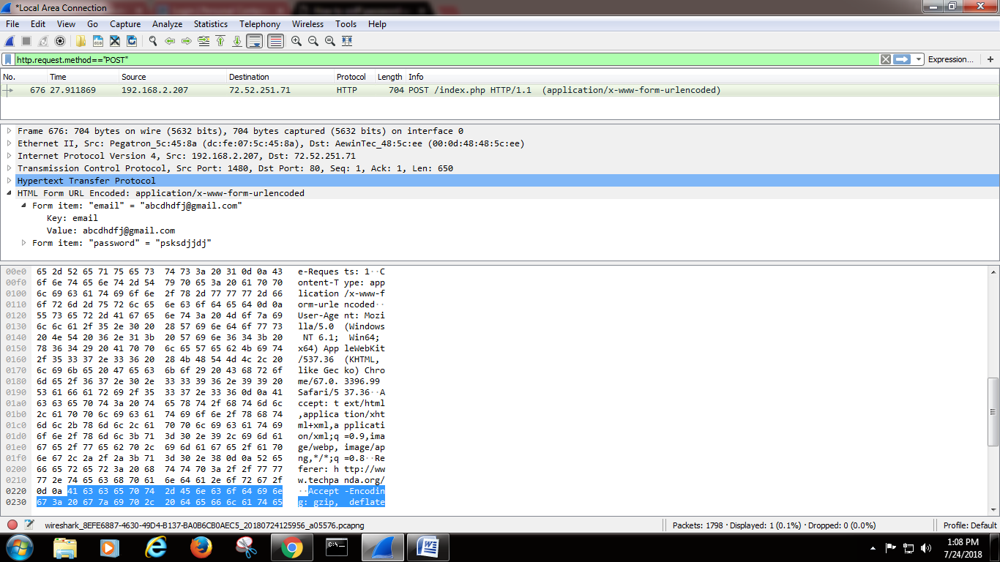 *Local Area Connection
File Edit View Go Capture Analyze Statistics Telephony Wireless Tools Help
http.request.method=="POST" Expression... +
No. Time Source Destination Protocol Length Info
676 27.911869 192.168.2.207 72.52.251.71 HTTP 704 POST /index.php HTTP/1.1 (application/x-www-form-urlencoded)
Frame 676: 704 bytes on wire (5632 bits), 704 bytes captured (5632 bits) on interface 0
Ethernet II, Src: Pegatron_5c:45:8a (dc:fe:07:5c:45:8a), Dst: AewinTec_48:5c:ee (00:0d:48:48:5c:ee)
Internet Protocol Version 4, Src: 192.168.2.207, Dst: 72.52.251.71
Transmission Control Protocol, Src Port: 1480, Dst Port: 80, Seq: 1, Ack: 1, Len: 650
Hypertext Transfer Protocol
HTML Form URL Encoded: application/x-www-form-urlencoded
Form item: "email" = "abcdhdfj@gmail.com"
Key: email
Value: abcdhdfj@gmail.com
Form item: "password" = "psksdjjdj"
00e0 65 2d 52 65 71 75 65 73 74 73 3a 20 31 0d 0a 43 e-Reques ts: 1··C
00f0 6f 6e 74 65 6e 74 2d 54 79 70 65 3a 20 61 70 70 ontent-T ype: app
0100 6c 69 63 61 74 69 6f 6e 2f 78 2d 77 77 77 2d 66 lication /x-www-f
0110 6f 72 6d 2d 75 72 6c 65 6e 63 6f 64 65 64 0d 0a orm-urle ncoded··
0120 55 73 65 72 2d 41 67 65 6e 74 3a 20 4d 6f 7a 69 User-Age nt: Mozi
0130 6c 6c 61 2f 35 2e 30 20 28 57 69 6e 64 6f 77 73 lla/5.0 (Windows
0140 20 4e 54 20 36 2e 31 3b 20 57 69 6e 36 34 3b 20 NT 6.1; Win64;
0150 78 36 34 29 20 41 70 70 6c 65 57 65 62 4b 69 74 x64) App leWebKit
0160 2f 35 33 37 2e 33 36 20 28 4b 48 54 4d 4c 2c 20 /537.36 (KHTML,
0170 6c 69 6b 65 20 47 65 63 6b 6f 29 20 43 68 72 6f like Gec ko) Chro
0180 6d 65 2f 36 37 2e 30 2e 33 33 39 36 2e 39 39 20 me/67.0. 3396.99
0190 53 61 66 61 72 69 2f 35 33 37 2e 33 36 0d 0a 41 Safari/5 37.36··A
01a0 63 63 65 70 74 3a 20 74 65 78 74 2f 68 74 6d 6c ccept: t ext/html
01b0 2c 61 70 70 6c 69 63 61 74 69 6f 6e 2f 78 68 74 ,applica tion/xht
01c0 6d 6c 2b 78 6d 6c 2c 61 70 70 6c 69 63 61 74 69 ml+xml,a pplicati
01d0 6f 6e 2f 78 6d 6c 3b 71 3d 30 2e 39 2c 69 6d 61 on/xml;q =0.9,ima
01e0 67 65 2f 77 65 62 70 2c 69 6d 61 67 65 2f 61 70 ge/webp, image/ap
01f0 6e 67 2c 2a 2f 2a 3b 71 3d 30 2e 38 0d 0a 52 65 ng,*/*;q =0.8··Re
0200 66 65 72 65 72 3a 20 68 74 74 70 3a 2f 2f 77 77 ferer: h ttp://ww
0210 77 2e 74 65 63 68 70 61 6e 64 61 2e 6f 72 67 2f w.techpa nda.org/
0220 0d 0a 41 63 63 65 70 74 2d 45 6e 63 6f 64 69 6e ··Accept -Encodin
0230 67 3a 20 67 7a 69 70 2c 20 64 65 66 6c 61 74 65 g: gzip, deflate
wireshark_8EFE6887-4630-49D4-B137-BA0B6CB0AEC5_20180724125956_a05576.pcapng Packets: 1798 · Displayed: 1 (0.1%) · Dropped: 0 (0.0%) Profile: Default
1:08 PM
7/24/2018